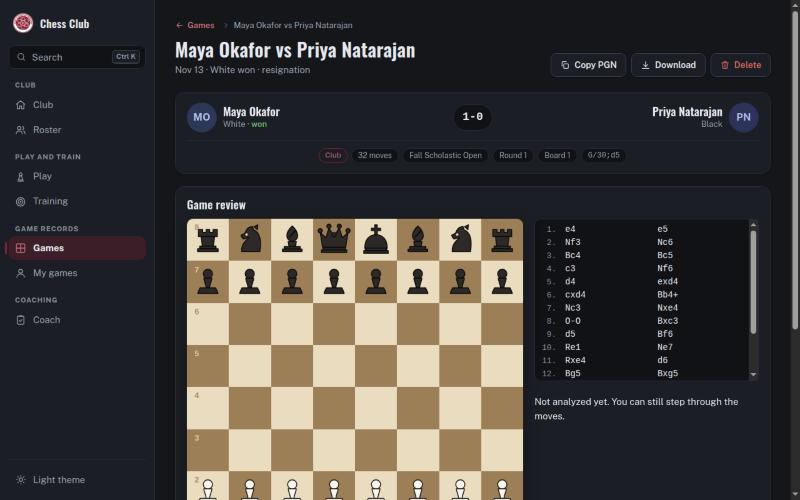 Chess Club
Search Ctrl K
CLUB
Club
Roster
PLAY AND TRAIN
Play
Training
GAME RECORDS
Games
My games
COACHING
Coach
Light theme
← Games › Maya Okafor vs Priya Natarajan
Maya Okafor vs Priya Natarajan
Nov 13 · White won · resignation
Copy PGN
Download
Delete
MO
Maya Okafor
White · won
1-0
Priya Natarajan
Black
PN
Club
32 moves
Fall Scholastic Open
Round 1
Board 1
G/30;d5
Game review
8
7
6
5
4
3
2
1. e4 e5
2. Nf3 Nc6
3. Bc4 Bc5
4. c3 Nf6
5. d4 exd4
6. cxd4 Bb4+
7. Nc3 Nxe4
8. O-O Bxc3
9. d5 Bf6
10. Re1 Ne7
11. Rxe4 d6
12. Bg5 Bxg5
Not analyzed yet. You can still step through the
moves.